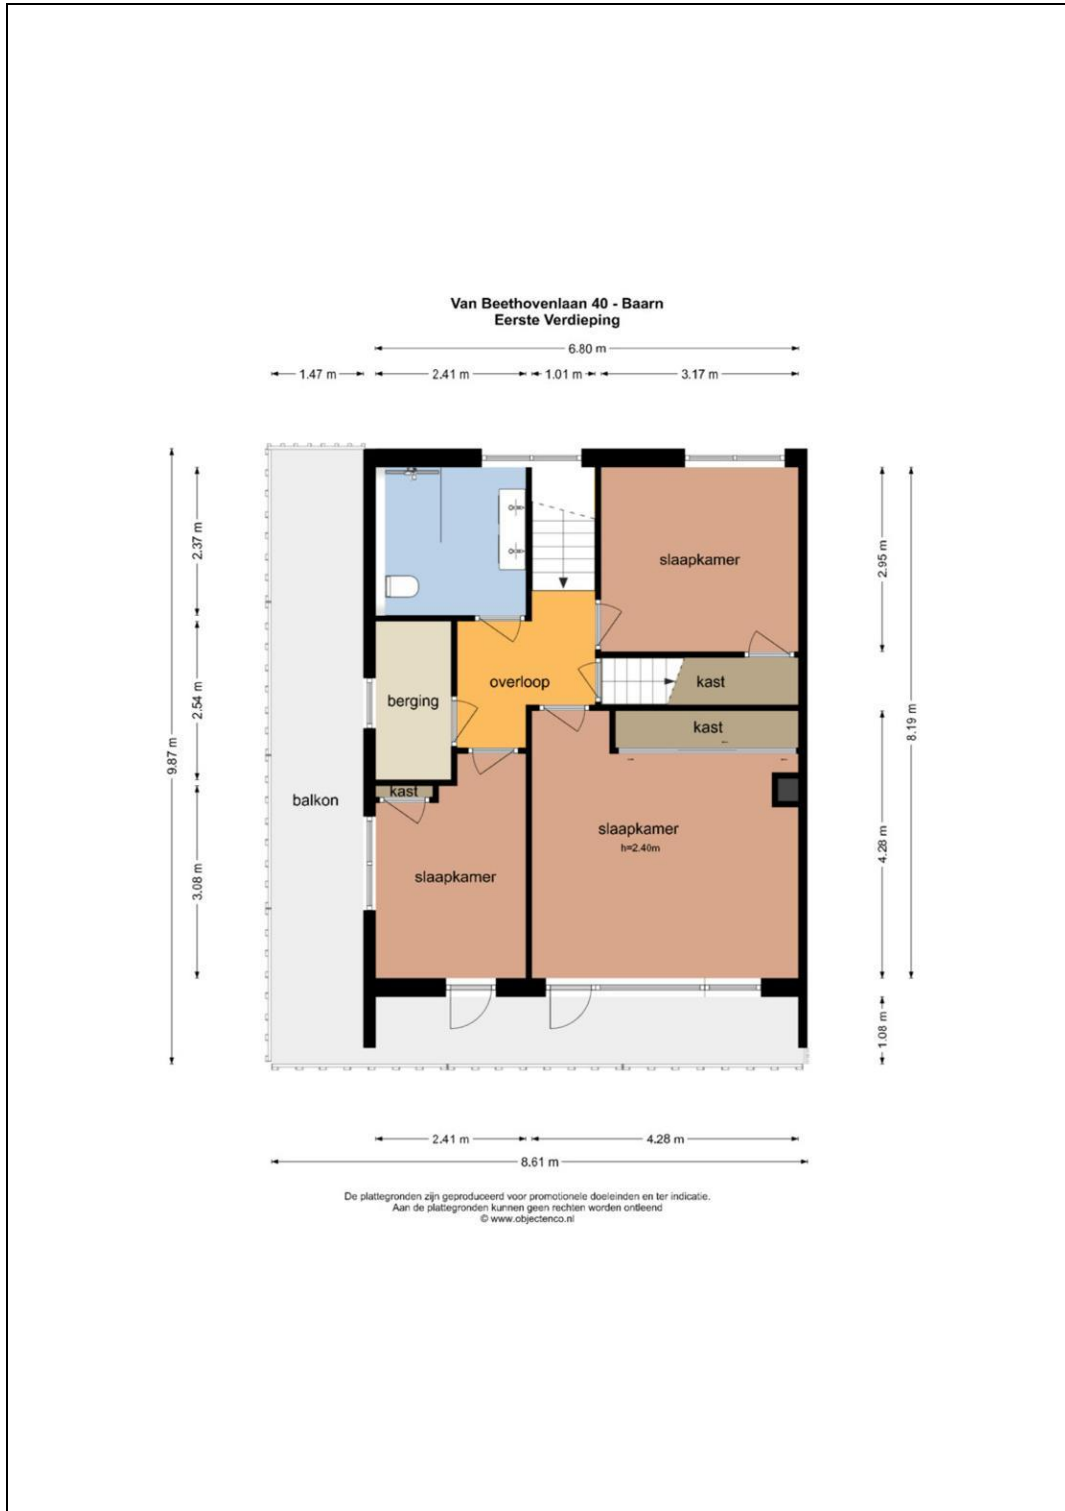 Van Beethovenlaan 40 - Baarn
Eerste Verdieping
6.80 m
1.47 m
2.41 m
1.01 m
3.17 m
2.37 m
2.95 m
slaapkamer
2.54 m
overloop
kast
berging
kast
8.19 m
9.87 m
kast
balkon
slaapkamer
h=2.40m
4.28 m
3.08 m
slaapkamer
1.08 m
2.41 m
4.28 m
8.61 m
De plattegronden zijn geproduceerd voor promotionele doeleinden en ter indicatie.
Aan de plattegronden kunnen geen rechten worden ontleend
© www.objectenco.nl